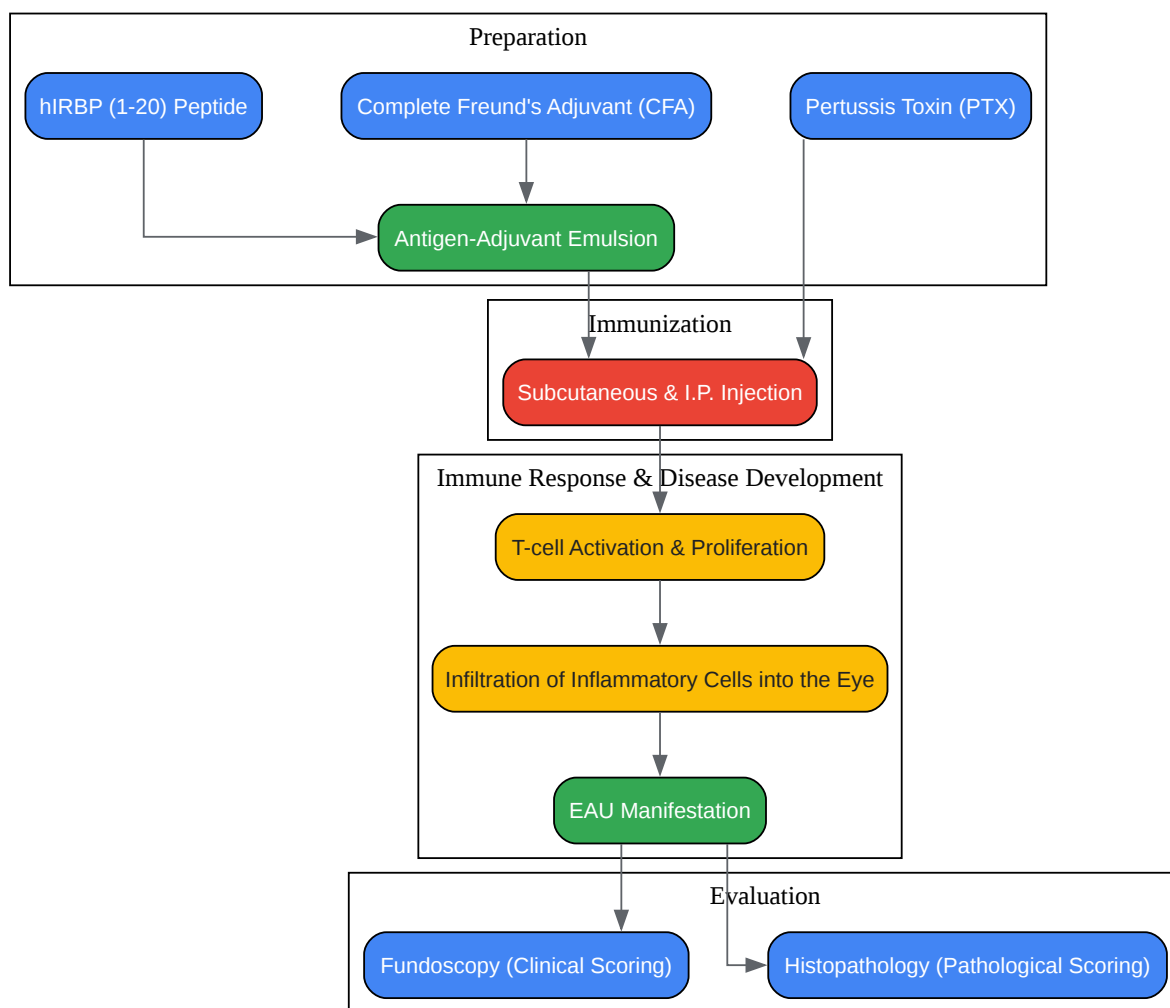 Preparation
hIRBP (1-20) Peptide
Complete Freund's Adjuvant (CFA)
Pertussis Toxin (PTX)
Antigen-Adjuvant Emulsion
Immunization
Subcutaneous & I.P. Injection
Immune Response & Disease Development
T-cell Activation & Proliferation
Infiltration of Inflammatory Cells into the Eye
EAU Manifestation
Evaluation
Fundoscopy (Clinical Scoring)
Histopathology (Pathological Scoring)